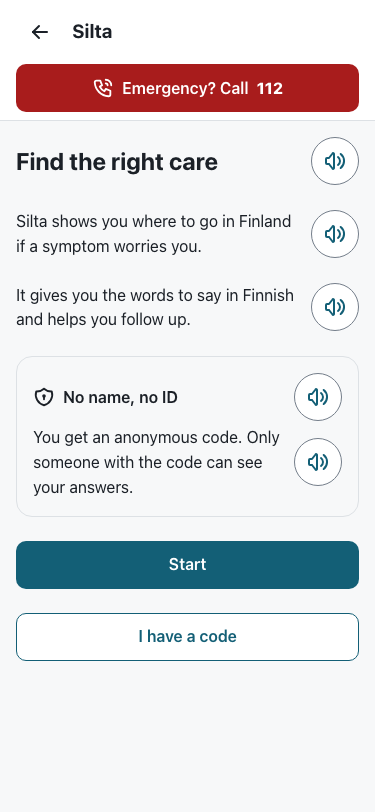 Silta
Emergency? Call 112
Find the right care
Silta shows you where to go in Finland
if a symptom worries you.
It gives you the words to say in Finnish
and helps you follow up.
No name, no ID
You get an anonymous code. Only
someone with the code can see
your answers.
Start
I have a code